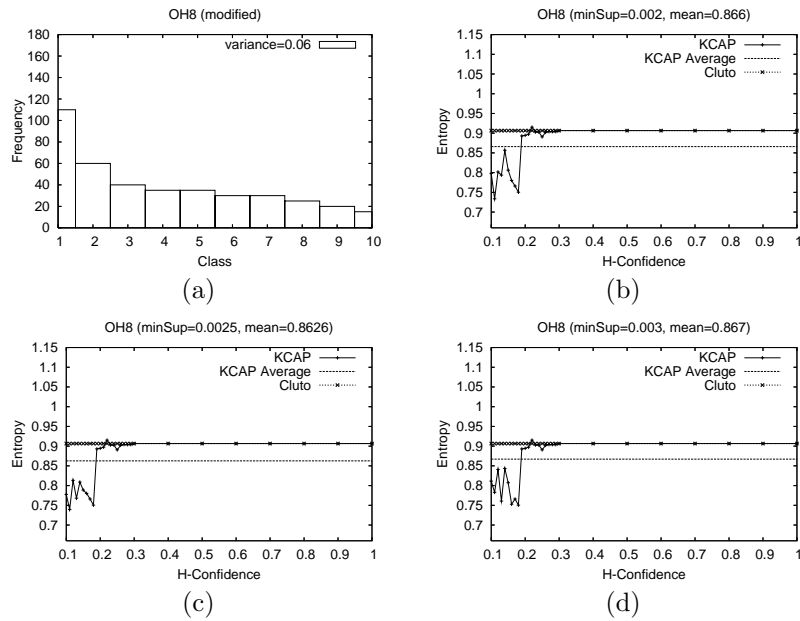 OH8 (modified)
180
160
140
120
100
80
60
40
20
0
Frequency
variance=0.06
1 2 3 4 5 6 7 8 9 10
Class
(a)
OH8 (minSup=0.002, mean=0.866)
1.15
1.1
1.05
1
0.95
0.9
0.85
0.8
0.75
0.7
Entropy
KCAP
KCAP Average
Cluto
0.1 0.2 0.3 0.4 0.5 0.6 0.7 0.8 0.9 1
H-Confidence
(b)
OH8 (minSup=0.0025, mean=0.8626)
1.15
1.1
1.05
1
0.95
0.9
0.85
0.8
0.75
0.7
Entropy
KCAP
KCAP Average
Cluto
0.1 0.2 0.3 0.4 0.5 0.6 0.7 0.8 0.9 1
H-Confidence
(c)
OH8 (minSup=0.003, mean=0.867)
1.15
1.1
1.05
1
0.95
0.9
0.85
0.8
0.75
0.7
Entropy
KCAP
KCAP Average
Cluto
0.1 0.2 0.3 0.4 0.5 0.6 0.7 0.8 0.9 1
H-Confidence
(d)